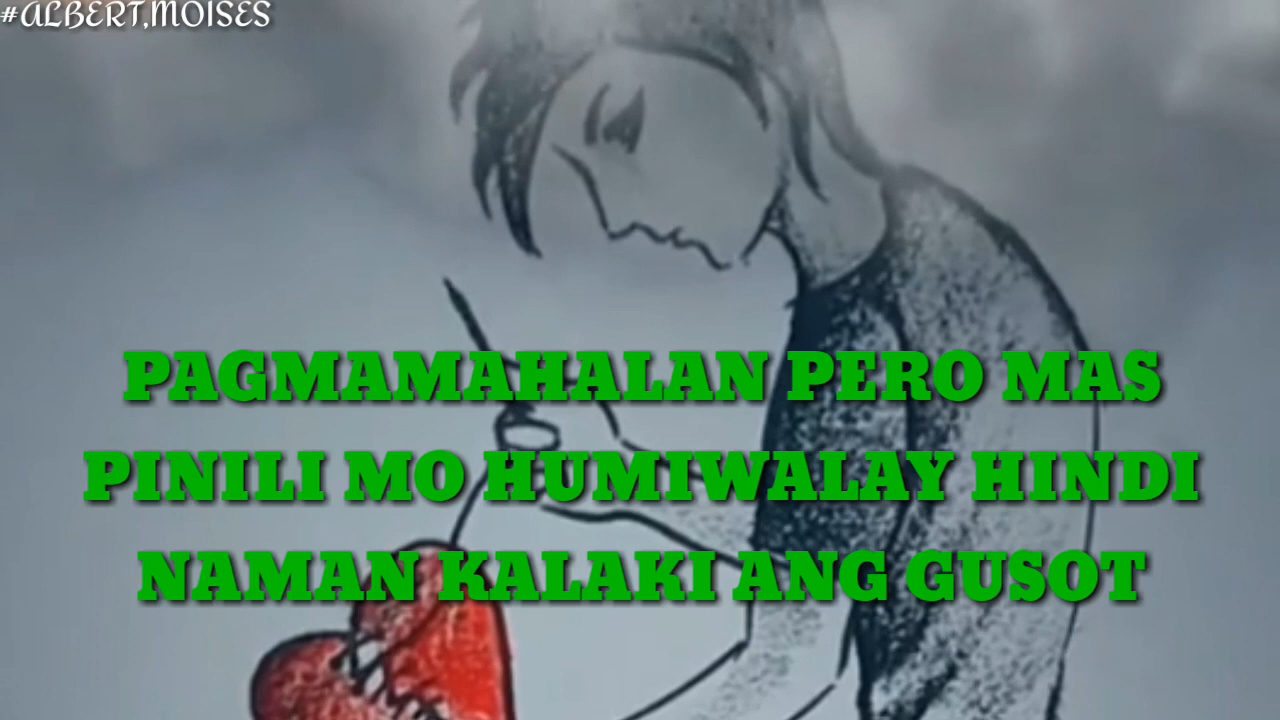 #ALBERT,MOISES
PAGMAMAHALAN PERO MAS
PINILI MO HUMIWALAY HINDI
NAMAN KALAKI ANG GUSOT